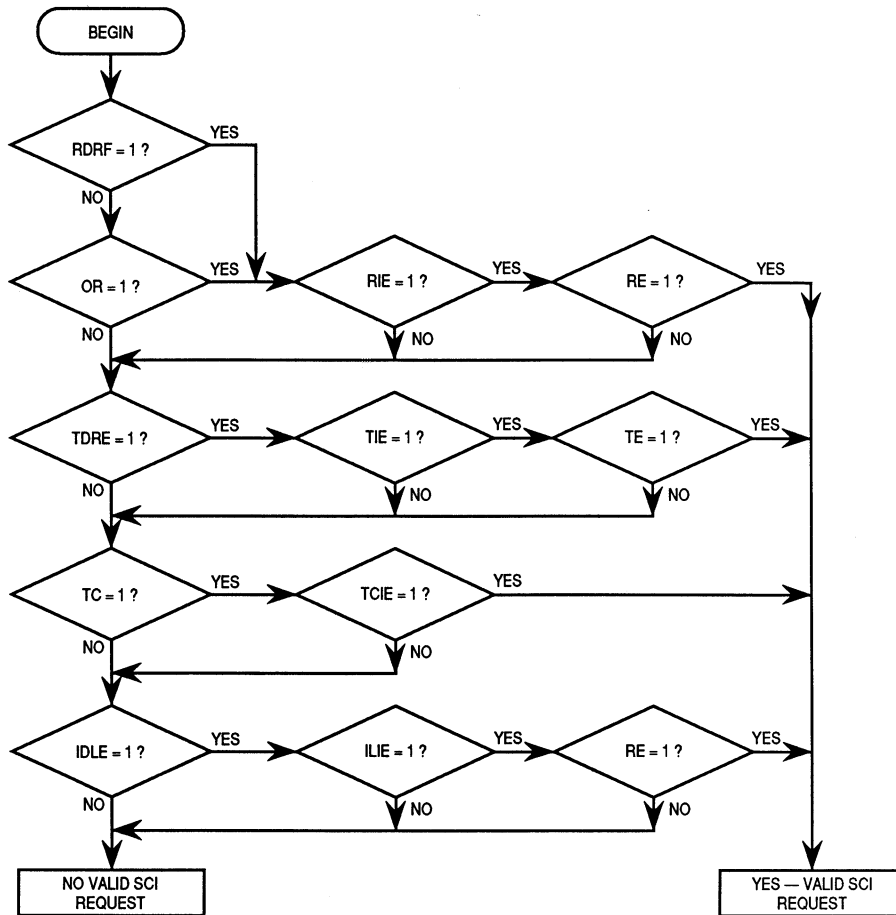 BEGIN
RDRF = 1 ?
YES
NO
OR = 1 ?
YES
RIE = 1 ?
YES
RE = 1 ?
YES
NO
NO
NO
TDRE = 1 ?
YES
TIE = 1 ?
YES
TE = 1 ?
YES
NO
NO
NO
TC = 1 ?
YES
TCIE = 1 ?
YES
NO
NO
IDLE = 1 ?
YES
ILIE = 1 ?
YES
RE = 1 ?
YES
NO
NO
NO
NO VALID SCI
REQUEST
YES — VALID SCI
REQUEST